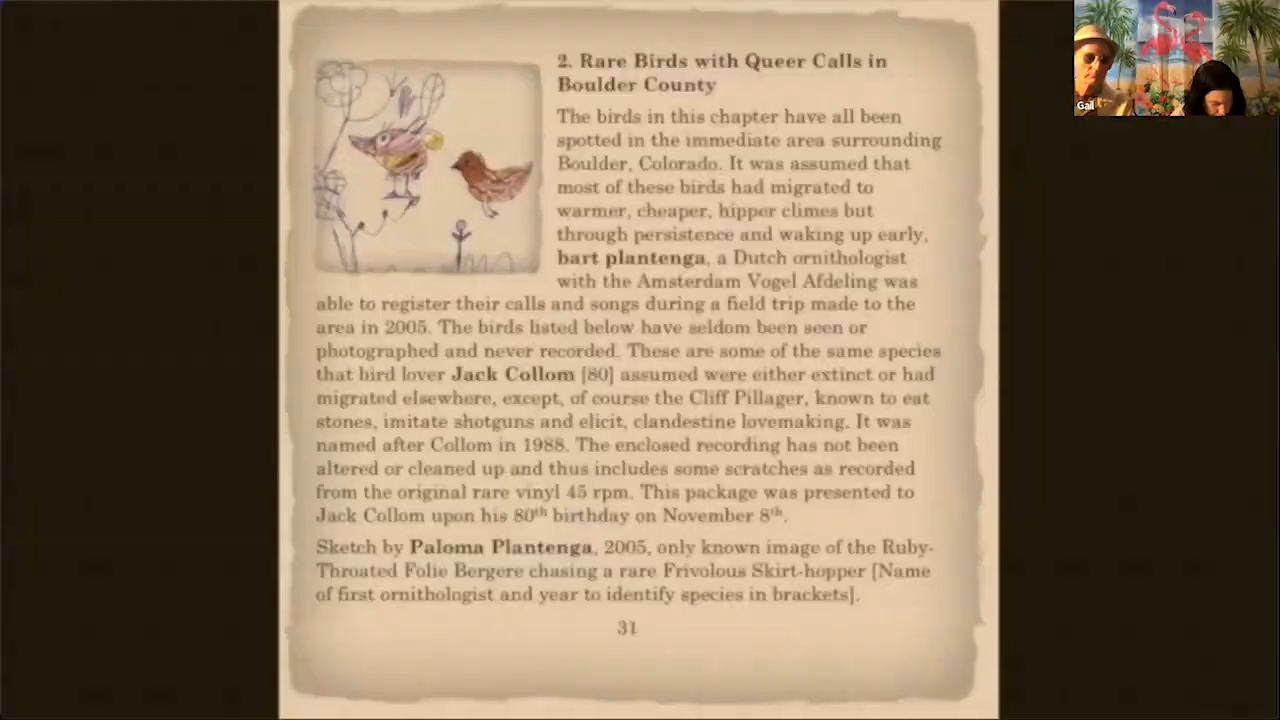 2. Rare Birds with Queer Calls in
Boulder County
The birds in this chapter have all been
spotted in the immediate area surrounding
Boulder, Colorado. It was assumed that
most of these birds had migrated to
warmer, cheaper, hipper climes but
through persistence and waking up early,
bart plantenga, a Dutch ornithologist
with the Amsterdam Vogel Afdeling was
able to register their calls and songs during a field trip made to the
area in 2005. The birds listed below have seldom been seen or
photographed and never recorded. These are some of the same species
that bird lover Jack Collom [80] assumed were either extinct or had
migrated elsewhere, except, of course the Cliff Pillager, known to eat
stones, imitate shotguns and elicit, clandestine lovemaking. It was
named after Collom in 1988. The enclosed recording has not been
altered or cleaned up and thus includes some scratches as recorded
from the original rare vinyl 45 rpm. This package was presented to
Jack Collom upon his 80th birthday on November 8th.
Sketch by Paloma Plantenga, 2005, only known image of the Ruby-
Throated Folie Bergere chasing a rare Frivolous Skirt-hopper [Name
of first ornithologist and year to identify species in brackets].
31
Gail